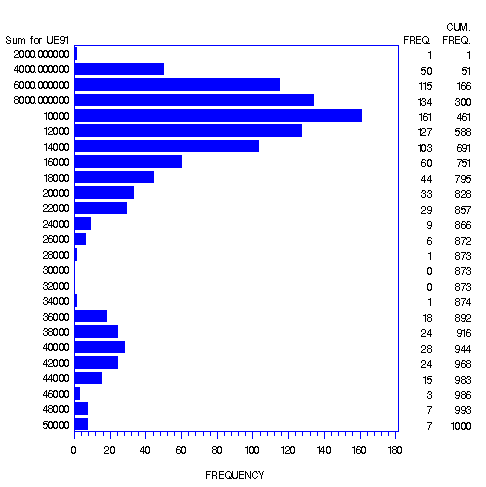 CUM.
Sum for UE91 FREQ. FREQ.
2000.000000 1 1
4000.000000 50 51
6000.000000 115 166
8000.000000 134 300
10000 161 461
12000 127 588
14000 103 691
16000 60 751
18000 44 795
20000 33 828
22000 29 857
24000 9 866
26000 6 872
28000 1 873
30000 0 873
32000 0 873
34000 1 874
36000 18 892
38000 24 916
40000 28 944
42000 24 968
44000 15 983
46000 3 986
48000 7 993
50000 7 1000
0 20 40 60 80 100 120 140 160 180
FREQUENCY